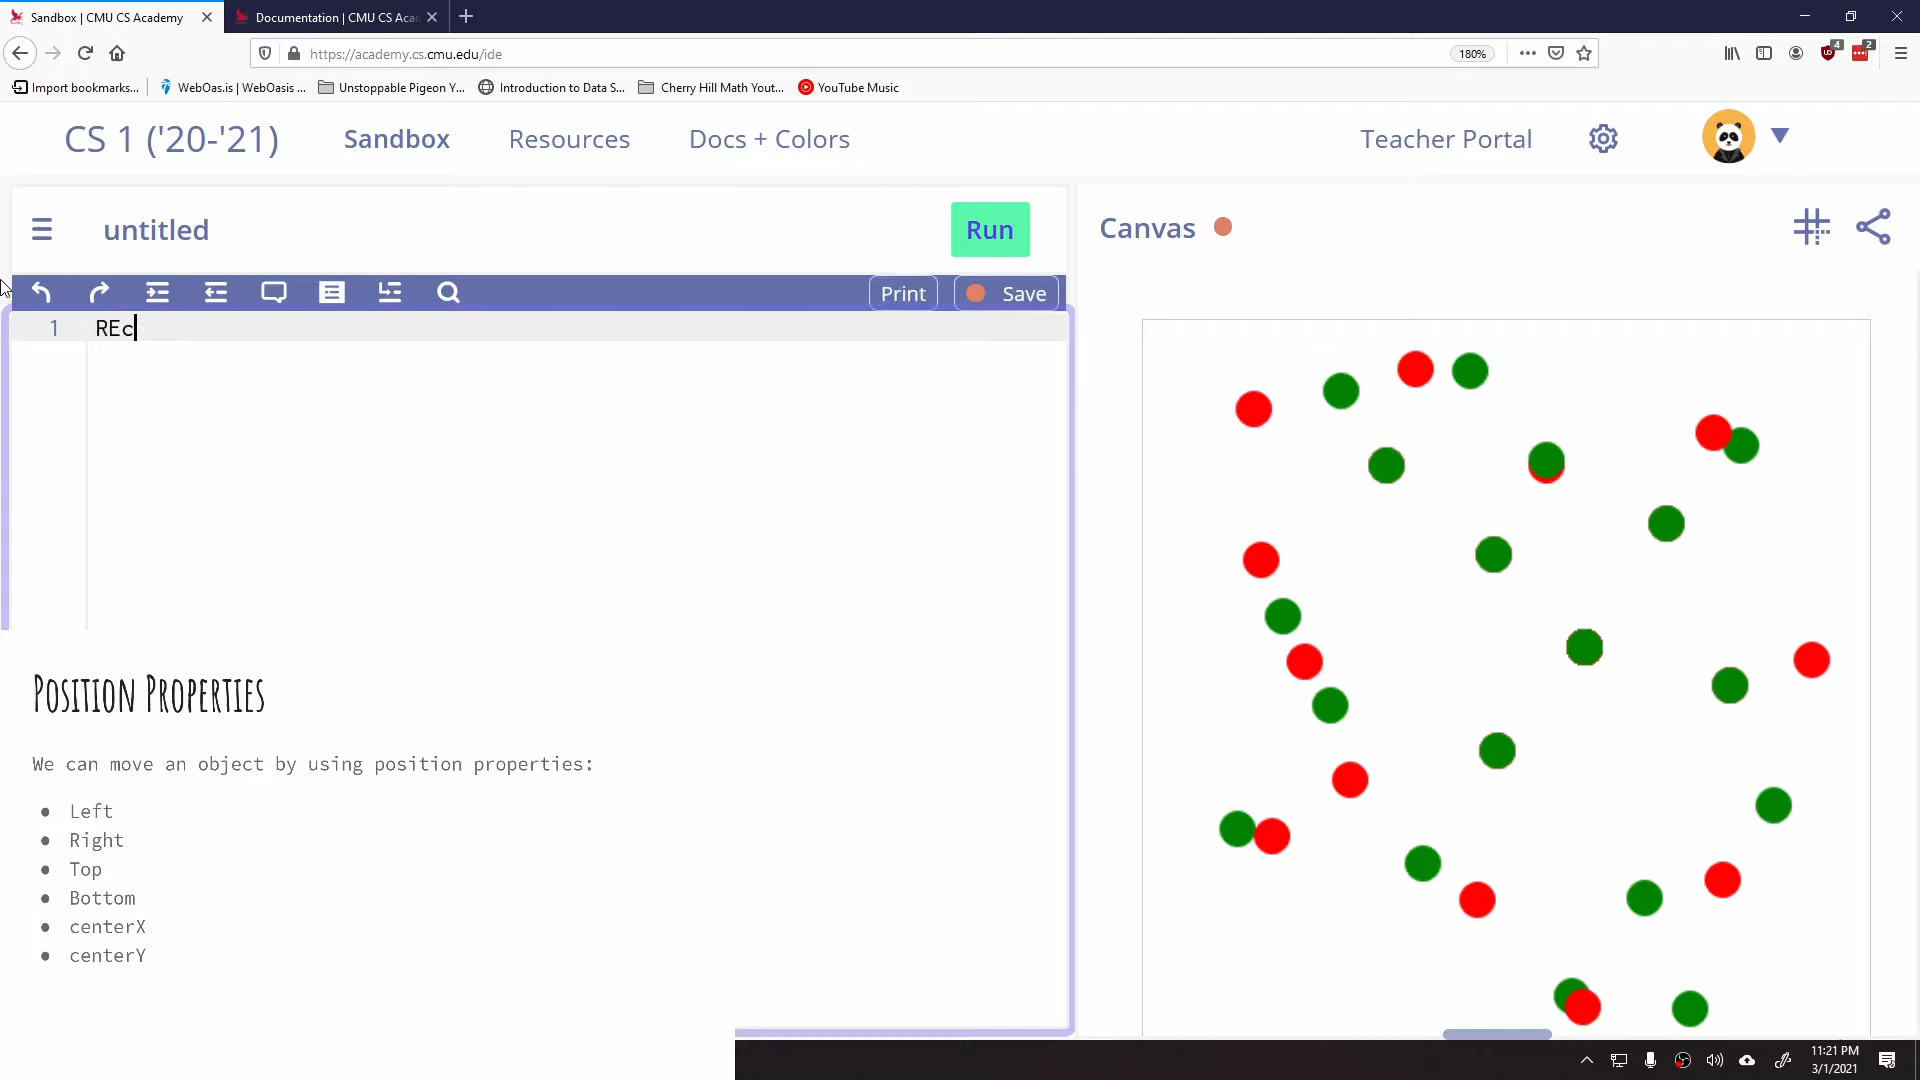 Sandbox | CMU CS Academy
Documentation | CMU CS Aca
https://academy.cs.cmu.edu/ide
180%
4
2
Import bookmarks...
WebOas.is | WebOasis ...
Unstoppable Pigeon Y...
Introduction to Data S...
Cherry Hill Math Yout...
YouTube Music
CS 1 ('20-'21)
Sandbox
Resources
Docs + Colors
Teacher Portal
untitled
Run
Canvas
Print
Save
1 REc
Position Properties
We can move an object by using position properties:
● Left
● Right
● Top
● Bottom
● centerX
● centerY
11:21 PM
3/1/2021